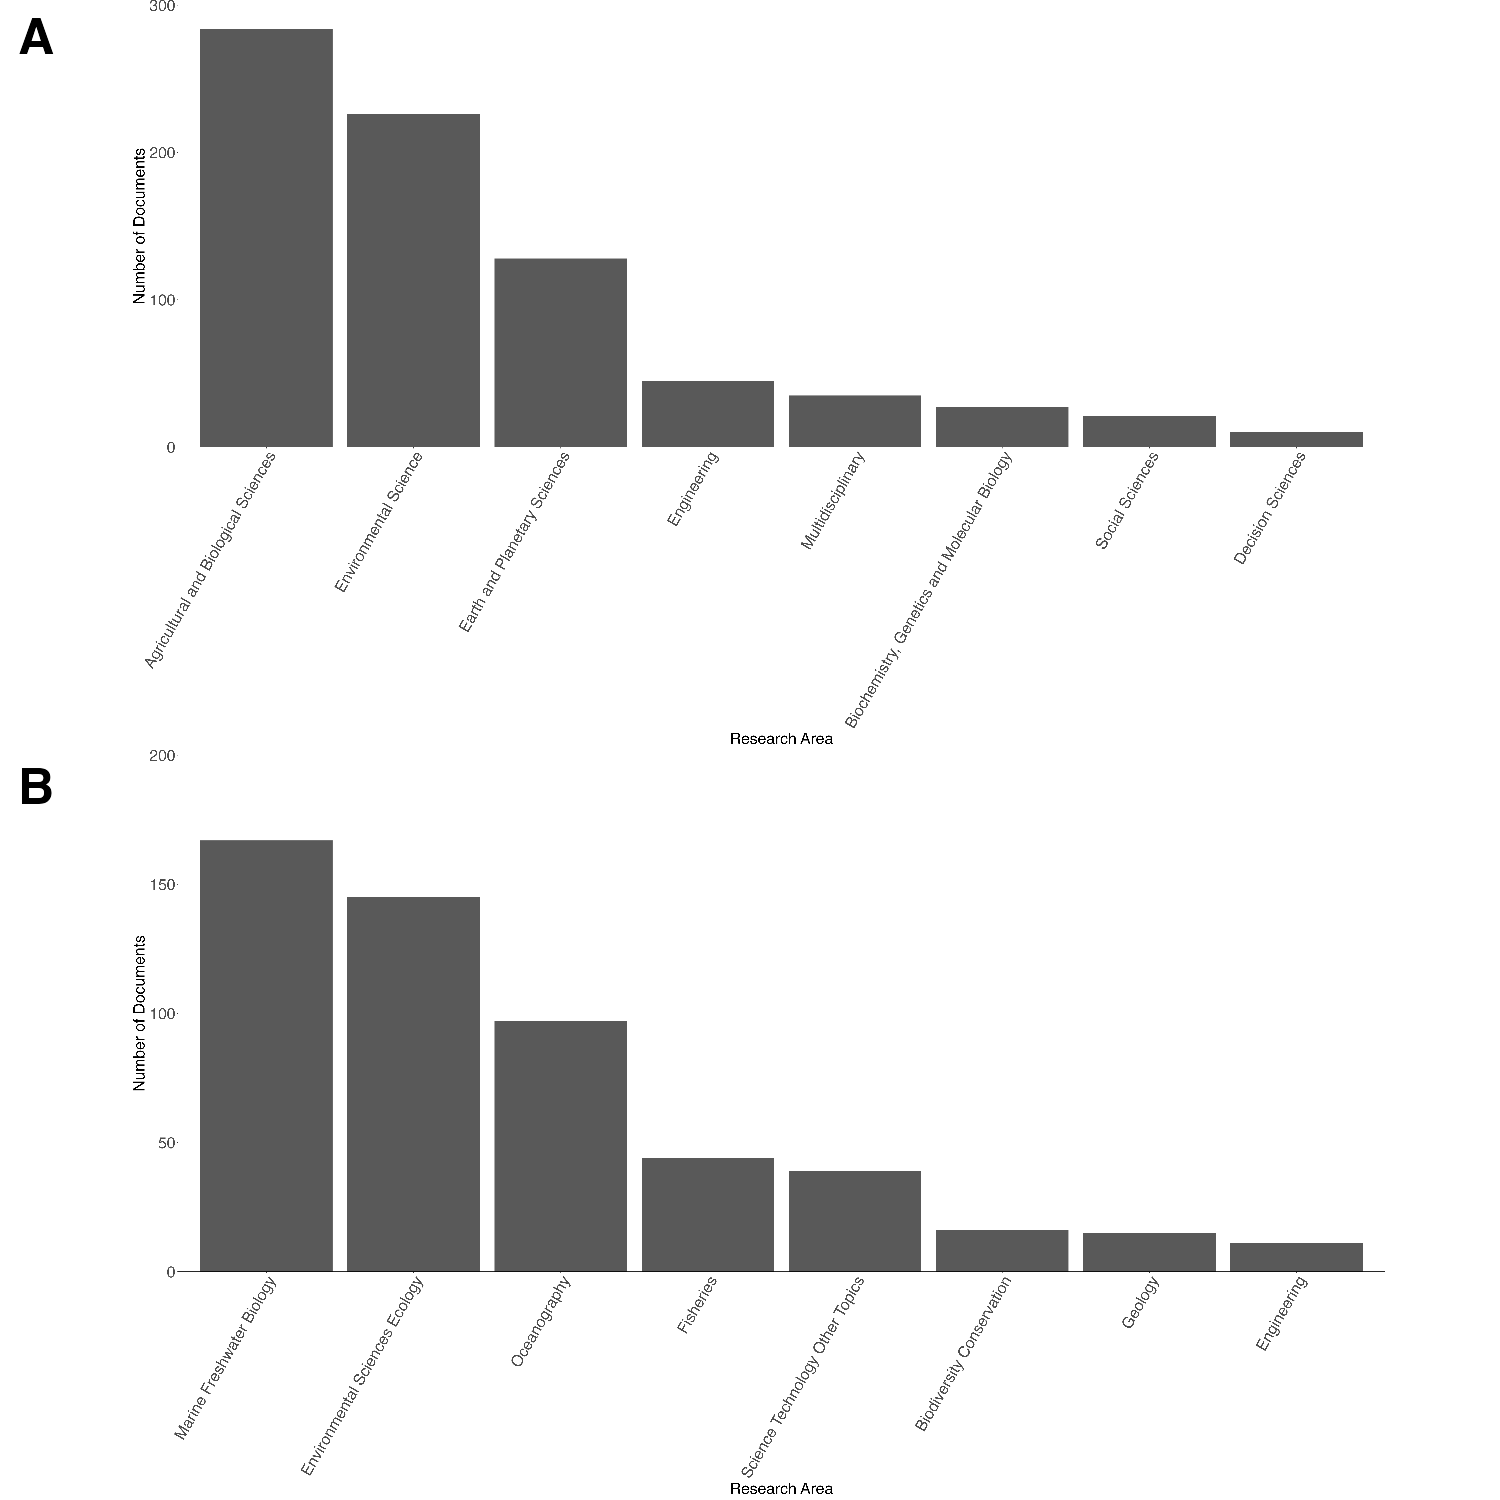 A
Number of Documents
300
200
100
0
Agricultural and Biological Sciences
Environmental Science
Earth and Planetary Sciences
Engineering
Multidisciplinary
Biochemistry, Genetics and Molecular Biology
Social Sciences
Decision Sciences
Research Area
B
Number of Documents
200
150
100
50
0
Marine Freshwater Biology
Environmental Sciences Ecology
Oceanography
Fisheries
Science Technology Other Topics
Biodiversity Conservation
Geology
Engineering
Research Area